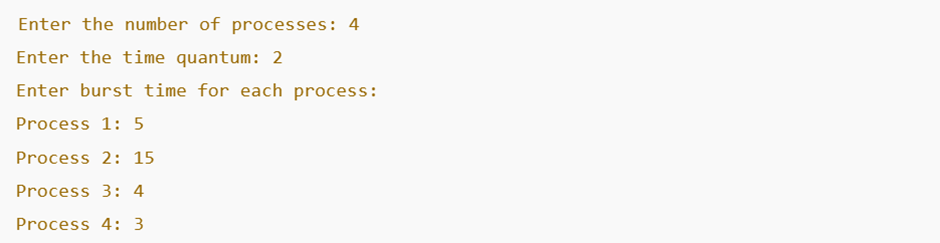 Enter the number of processes: 4
Enter the time quantum: 2
Enter burst time for each process:
Process 1: 5
Process 2: 15
Process 3: 4
Process 4: 3